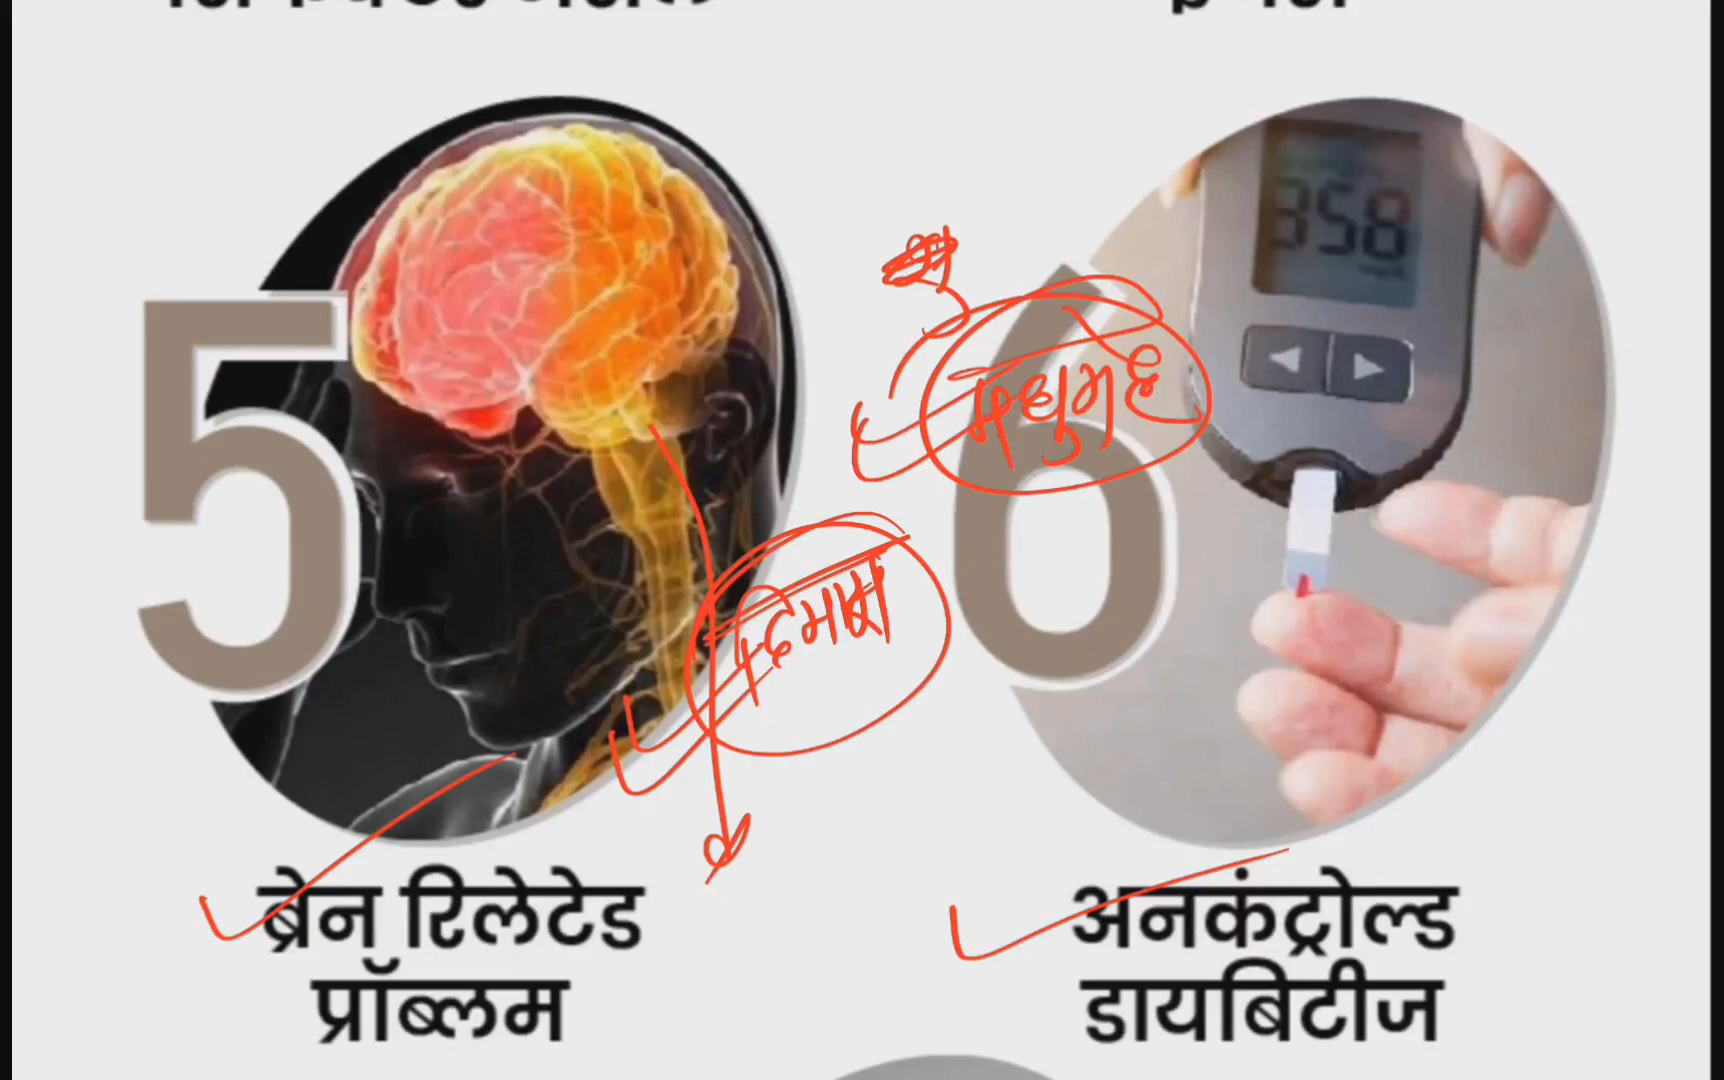 5
6
358
मधुमेह
ब्रेन रिलेटेड
प्रॉब्लम
अनकंट्रोल्ड
डायबिटीज